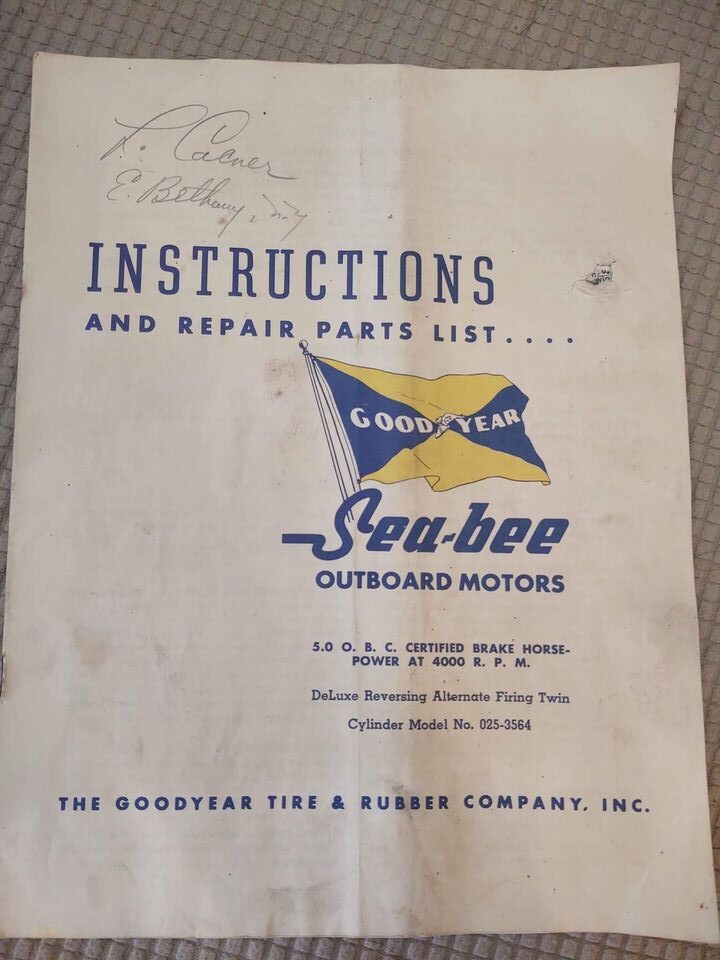 L. Cacner
E. Bethany, N.Y
INSTRUCTIONS
AND REPAIR PARTS LIST....
GOOD YEAR
Sea-bee
OUTBOARD MOTORS
5.0 O. B. C. CERTIFIED BRAKE HORSE-
POWER AT 4000 R. P. M.
DeLuxe Reversing Alternate Firing Twin
Cylinder Model No. 025-3564
THE GOODYEAR TIRE & RUBBER COMPANY, INC.